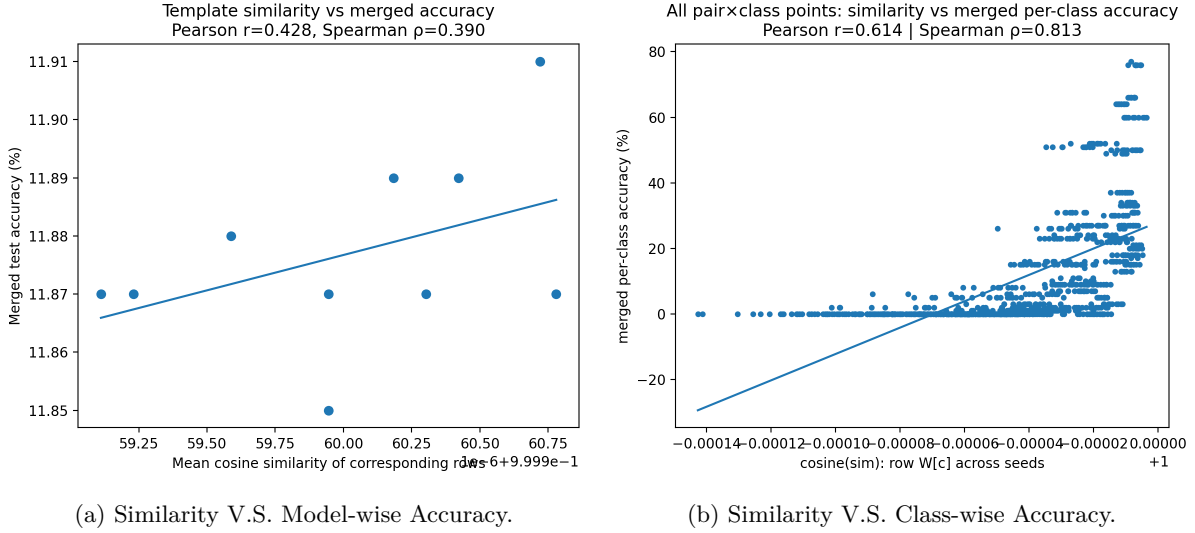 Template similarity vs merged accuracy
Pearson r=0.428, Spearman ρ=0.390
Merged test accuracy (%)
11.91
11.90
11.89
11.88
11.87
11.86
11.85
59.25 59.50 59.75 60.00 60.25 60.50 60.75
1e−6+9.999e−1
Mean cosine similarity of corresponding rows
(a) Similarity V.S. Model-wise Accuracy.
All pair×class points: similarity vs merged per-class accuracy
Pearson r=0.614 | Spearman ρ=0.813
merged per-class accuracy (%)
80
60
40
20
0
−20
−0.00014 −0.00012 −0.00010 −0.00008 −0.00006 −0.00004 −0.00002 0.00000
+1
cosine(sim): row W[c] across seeds
(b) Similarity V.S. Class-wise Accuracy.